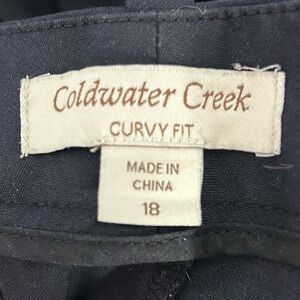 Coldwater Creek
CURVY FIT
MADE IN
CHINA
18